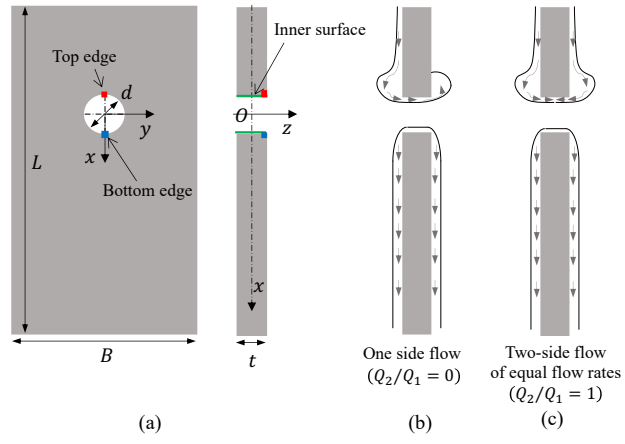 Top edge
d
y
x
L
Bottom edge
B
Inner surface
O
z
x
t
One side flow
(Q₂/Q₁ = 0)
Two-side flow
of equal flow rates
(Q₂/Q₁ = 1)
(a)
(b)
(c)